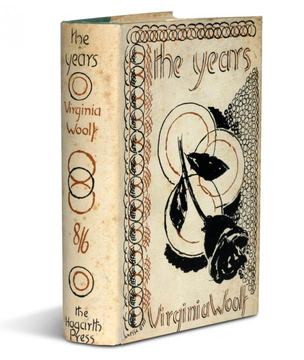 the
years
Virginia
Woolf
8/6
the
Hogarth
Press
the years
Virginia Woolf